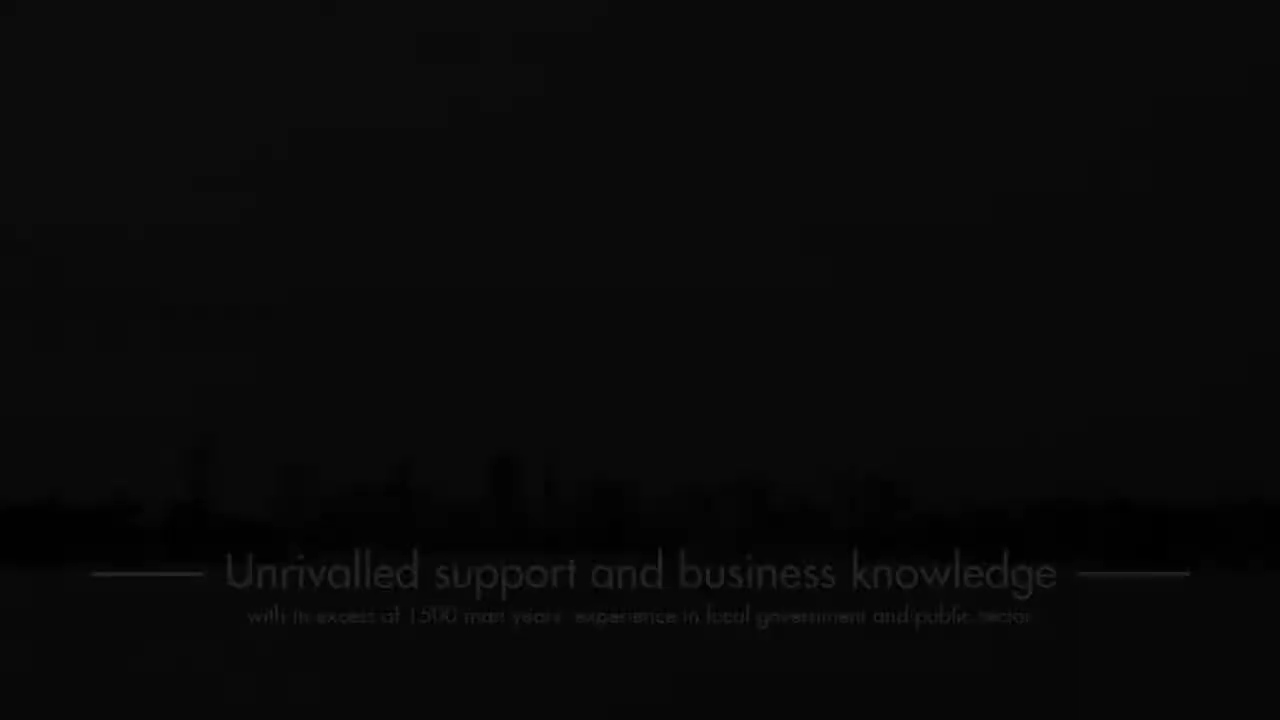 Unrivalled support and business knowledge
with in excess of 1500 man years experience in local government and public sector